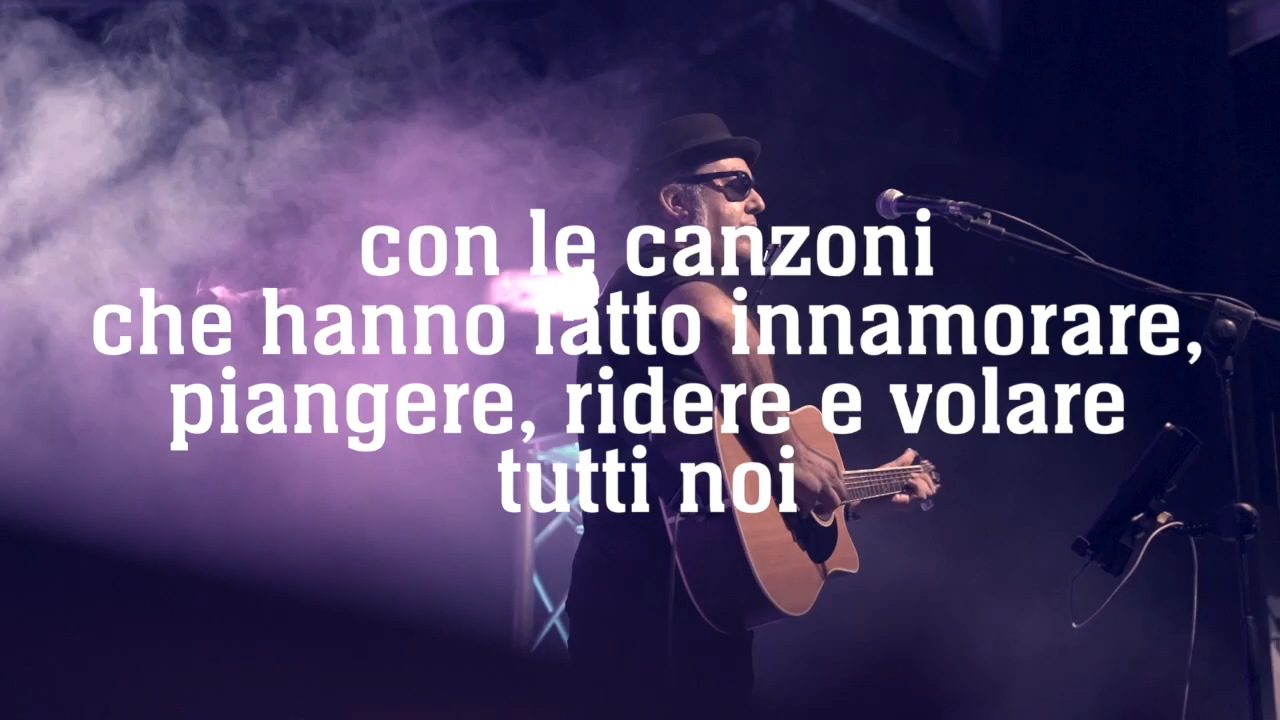 con le canzoni
che hanno fatto innamorare,
piangere, ridere e volare
tutti noi